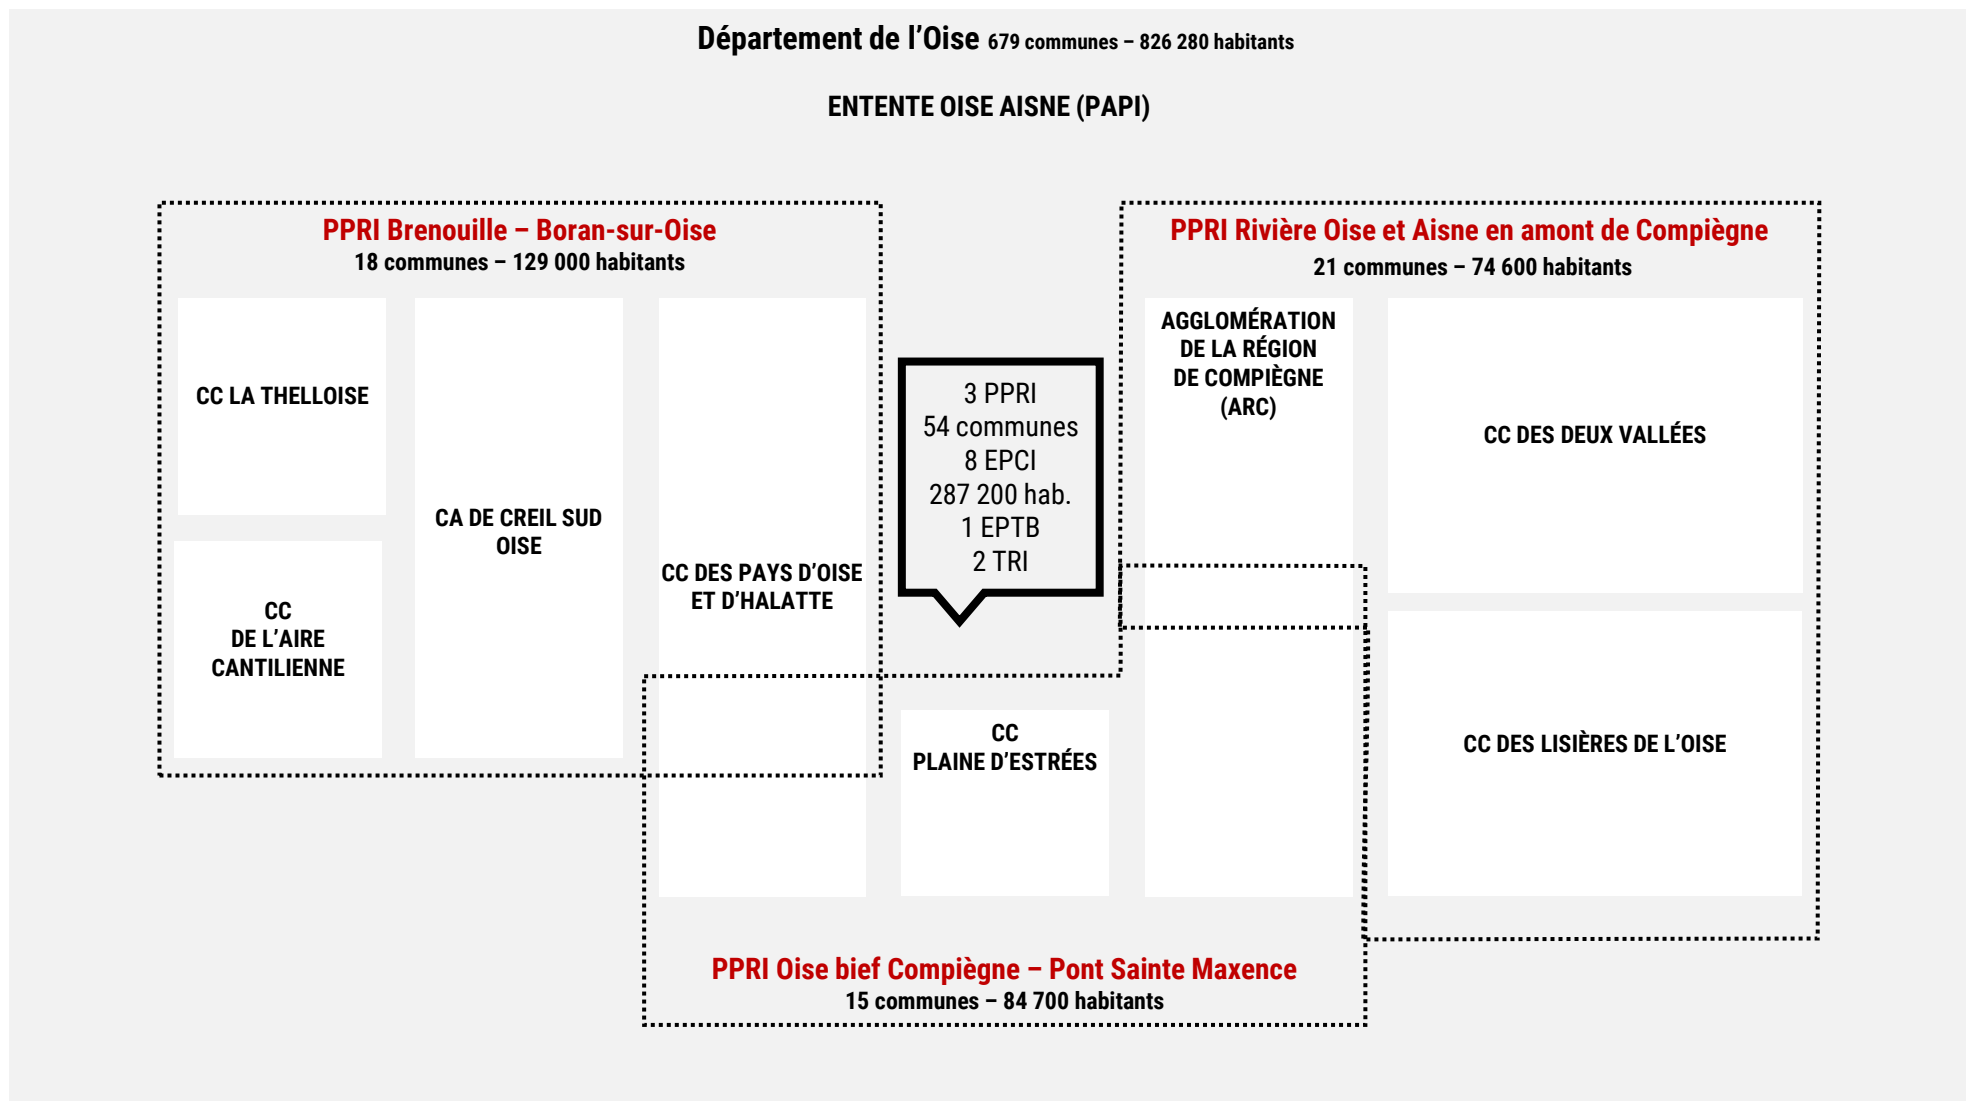 Département de l’Oise 679 communes – 826 280 habitants
ENTENTE OISE AISNE (PAPI)
PPRI Brenouille – Boran-sur-Oise
18 communes – 129 000 habitants
CC LA THELLOISE
CC
DE L’AIRE
CANTILIENNE
CA DE CREIL SUD
OISE
CC DES PAYS D’OISE
ET D’HALATTE
3 PPRI
54 communes
8 EPCI
287 200 hab.
1 EPTB
2 TRI
PPRI Rivière Oise et Aisne en amont de Compiègne
21 communes – 74 600 habitants
AGGLOMÉRATION
DE LA RÉGION
DE COMPIÈGNE
(ARC)
CC DES DEUX VALLÉES
CC DES LISIÈRES DE L’OISE
CC
PLAINE D’ESTRÉES
PPRI Oise bief Compiègne – Pont Sainte Maxence
15 communes – 84 700 habitants